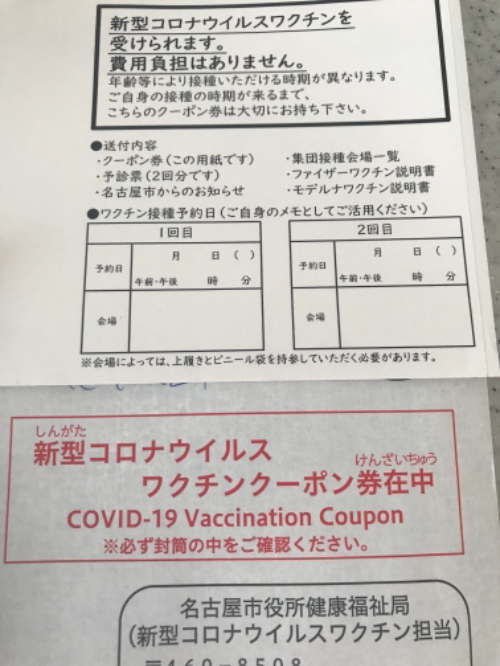 新型コロナウイルスワクチンを
受けられます。
費用負担はありません。
年齢等により接種いただける時期が異なります。
ご自身の接種の時期が来るまで、
こちらのクーポン券は大切にお持ち下さい。
●送付内容
・クーポン券(この用紙です)
・予診票(2回分です)
・名古屋市からのお知らせ
・集団接種会場一覧
・ファイザーワクチン説明書
・モデルナワクチン説明書
●ワクチン接種予約日(ご自身のメモとしてご活用ください)
1回目
予約日
月 日( )
午前・午後 時 分
会場
2回目
予約日
月 日( )
午前・午後 時 分
会場
※会場によっては、上履きとビニール袋を持参していただく必要があります。
しんがた
新型コロナウイルス
けんざいちゅう
ワクチンクーポン券在中
COVID-19 Vaccination Coupon
※必ず封筒の中をご確認ください。
名古屋市役所健康福祉局
(新型コロナウイルスワクチン担当)
〒460-8508